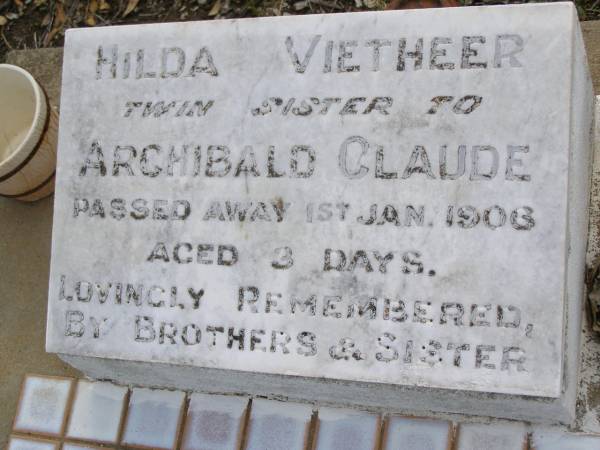 HILDA VIETHEER
TWIN SISTER TO
ARCHIBALD CLAUDE
PASSED AWAY 1ST JAN. 1906
AGED 3 DAYS.
LOVINGLY REMEMBERED,
BY BROTHERS & SISTER